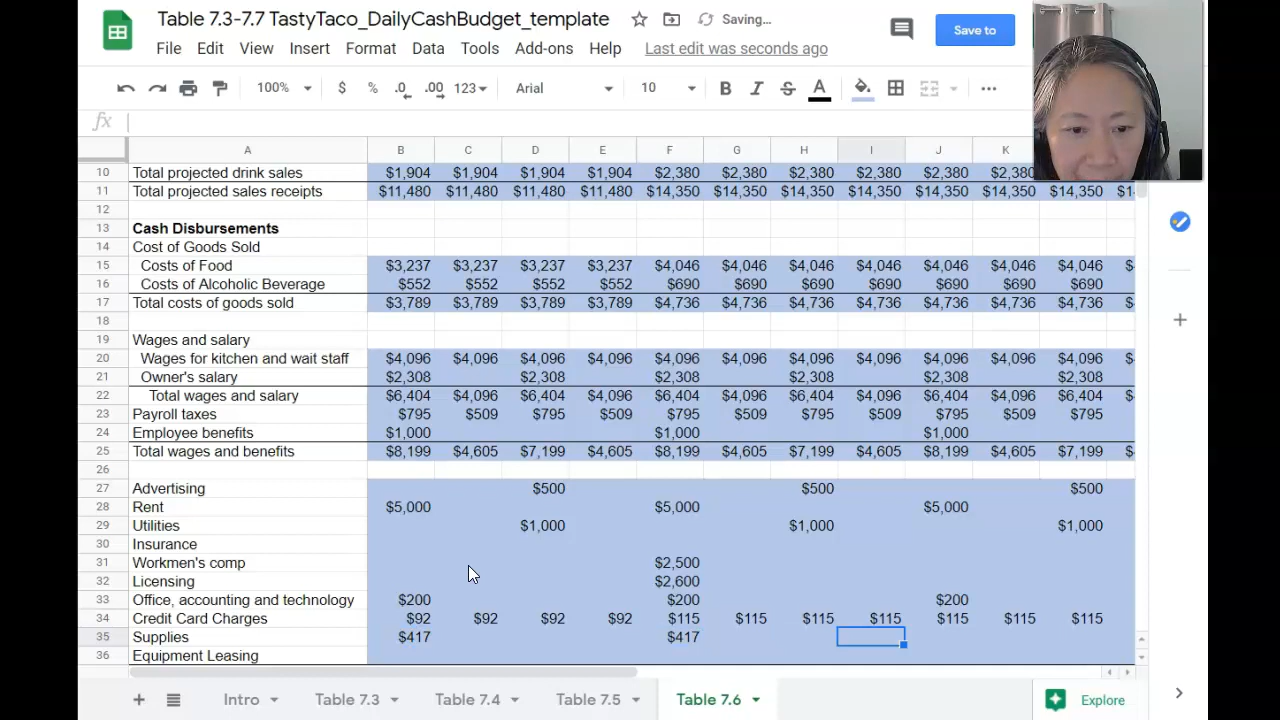 Table 7.3-7.7 TastyTaco_DailyCashBudget_template Saving...
File Edit View Insert Format Data Tools Add-ons Help Last edit was seconds ago
Save to
100% $ % .0 .00 123 Arial 10 B I S A
fx
A B C D E F G H I J K
10 Total projected drink sales $1,904 $1,904 $1,904 $1,904 $2,380 $2,380 $2,380 $2,380 $2,380 $2,380
11 Total projected sales receipts $11,480 $11,480 $11,480 $11,480 $14,350 $14,350 $14,350 $14,350 $14,350 $14,350 $14,350 $1
12
13 Cash Disbursements
14 Cost of Goods Sold
15 Costs of Food $3,237 $3,237 $3,237 $3,237 $4,046 $4,046 $4,046 $4,046 $4,046 $4,046 $4,046 $
16 Costs of Alcoholic Beverage $552 $552 $552 $552 $690 $690 $690 $690 $690 $690 $690
17 Total costs of goods sold $3,789 $3,789 $3,789 $3,789 $4,736 $4,736 $4,736 $4,736 $4,736 $4,736 $4,736 $
18
19 Wages and salary
20 Wages for kitchen and wait staff $4,096 $4,096 $4,096 $4,096 $4,096 $4,096 $4,096 $4,096 $4,096 $4,096 $4,096 $
21 Owner's salary $2,308 $2,308 $2,308 $2,308 $2,308 $2,308
22 Total wages and salary $6,404 $4,096 $6,404 $4,096 $6,404 $4,096 $6,404 $4,096 $6,404 $4,096 $6,404 $
23 Payroll taxes $795 $509 $795 $509 $795 $509 $795 $509 $795 $509 $795
24 Employee benefits $1,000 $1,000 $1,000
25 Total wages and benefits $8,199 $4,605 $7,199 $4,605 $8,199 $4,605 $7,199 $4,605 $8,199 $4,605 $7,199 $
26
27 Advertising $500 $500 $500
28 Rent $5,000 $5,000 $5,000
29 Utilities $1,000 $1,000 $1,000
30 Insurance
31 Workmen's comp $2,500
32 Licensing $2,600
33 Office, accounting and technology $200 $200 $200
34 Credit Card Charges $92 $92 $92 $92 $115 $115 $115 $115 $115 $115 $115
35 Supplies $417 $417
36 Equipment Leasing
Intro Table 7.3 Table 7.4 Table 7.5 Table 7.6 Explore